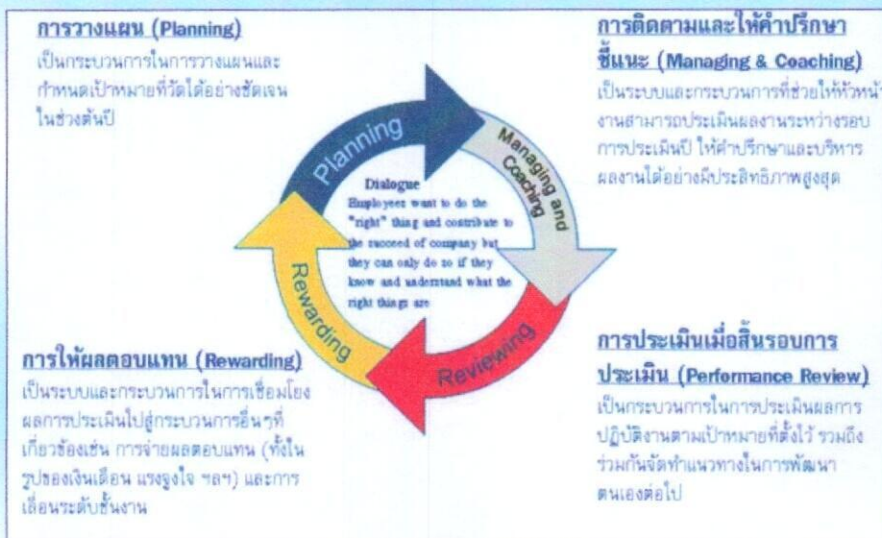 การวางแผน (Planning)
เป็นกระบวนการในการวางแผนและ
กำหนดเป้าหมายที่วัดได้อย่างชัดเจน
ในช่วงต้นปี
การติดตามและให้คำปรึกษา
ชี้แนะ (Managing & Coaching)
เป็นระบบและกระบวนการที่ช่วยให้หัวหน้า
งานสามารถประเมินผลงานระหว่างรอบ
การประเมินปี ให้คำปรึกษาและบริหาร
ผลงานได้อย่างมีประสิทธิภาพสูงสุด
Planning
Managing and
Coaching
Dialogue
Employees want to do the
"right" thing and contribute to
the succeed of company but
they can only do so if they
know and understand what the
right things are
Rewarding
Reviewing
การให้ผลตอบแทน (Rewarding)
เป็นระบบและกระบวนการในการเชื่อมโยง
ผลการประเมินไปสู่กระบวนการอื่นๆที่
เกี่ยวข้องเช่น การจ่ายผลตอบแทน (ทั้งใน
รูปของเงินเดือน แรงจูงใจ ฯลฯ) และการ
เลื่อนระดับชั้นงาน
การประเมินเมื่อสิ้นรอบการ
ประเมิน (Performance Review)
เป็นกระบวนการในการประเมินผลการ
ปฏิบัติงานตามเป้าหมายที่ตั้งไว้ รวมถึง
ร่วมกันจัดทำแนวทางในการพัฒนา
ตนเองต่อไป